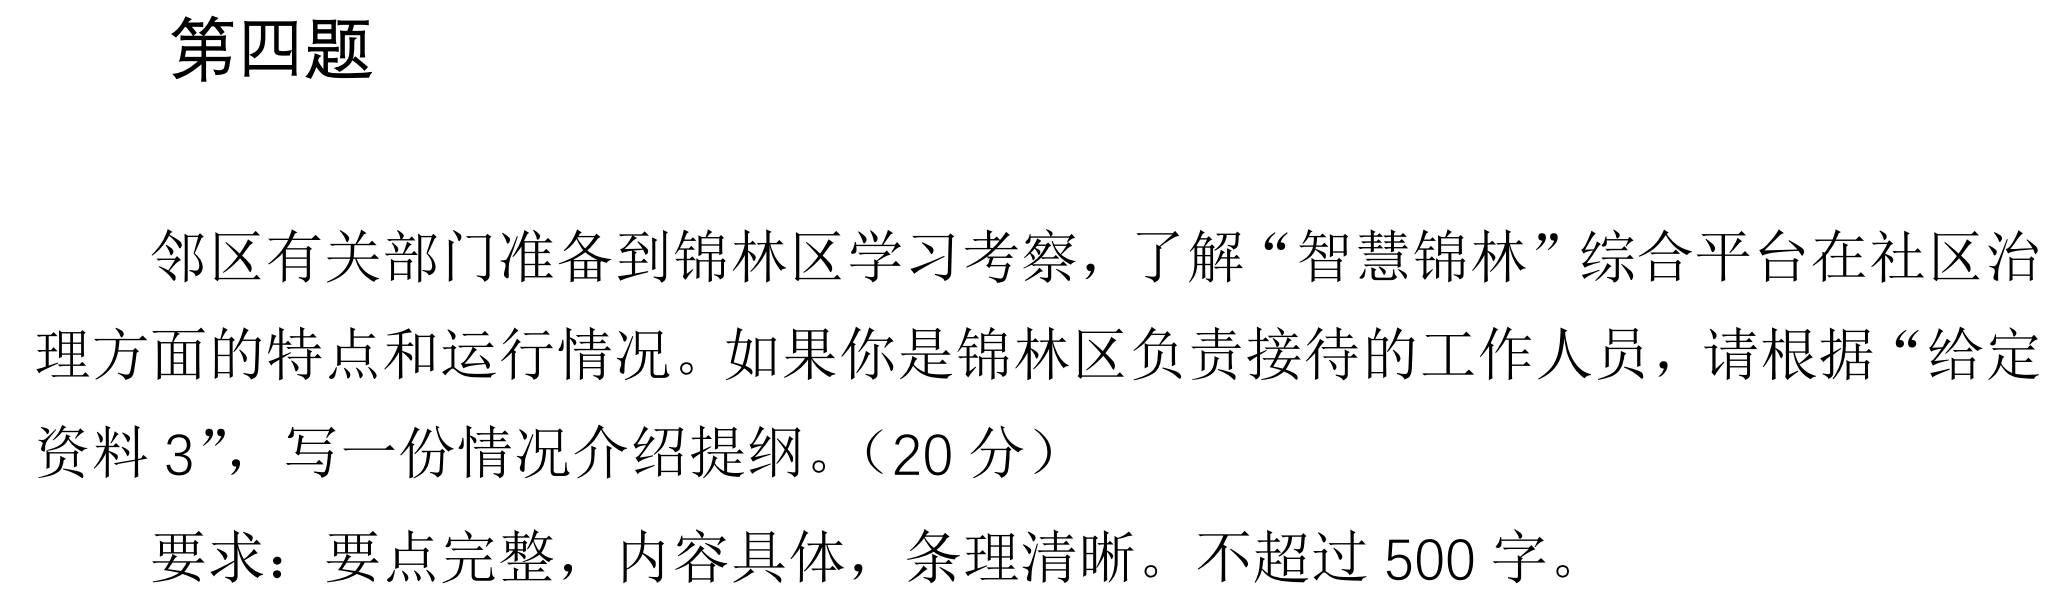 第四题
邻区有关部门准备到锦林区学习考察，了解“智慧锦林”综合平台在社区治
理方面的特点和运行情况。如果你是锦林区负责接待的工作人员，请根据“给定
资料 3”，写一份情况介绍提纲。（20 分）
要求：要点完整，内容具体，条理清晰。不超过 500 字。